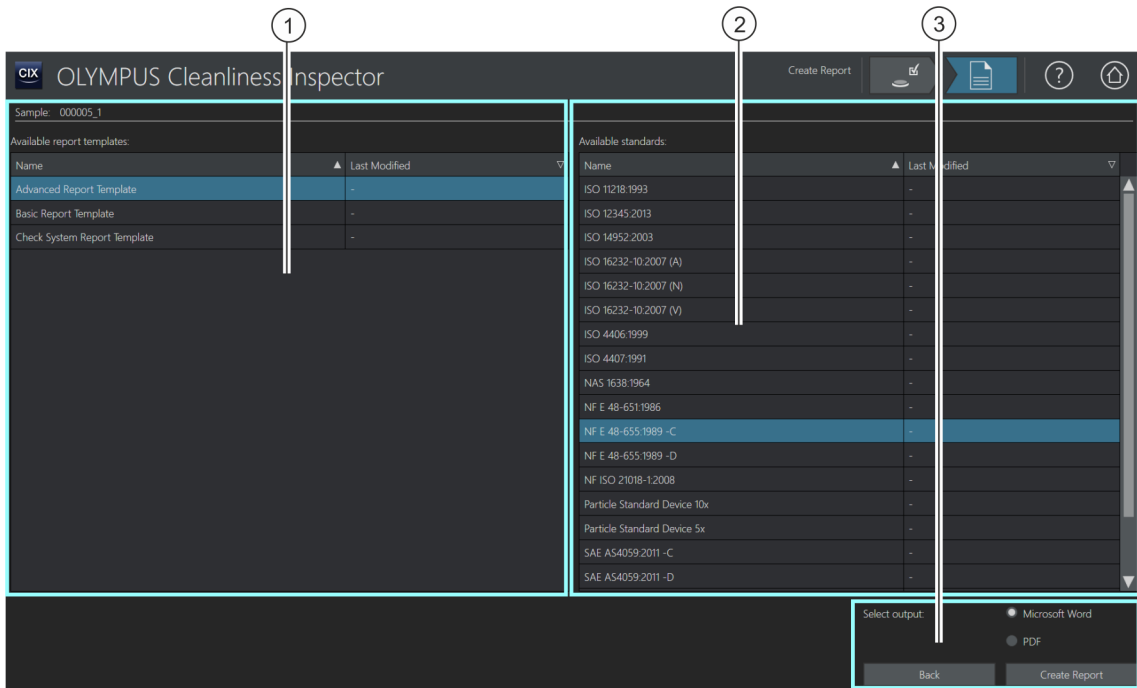 1 2 3
CIX OLYMPUS Cleanliness Inspector Create Report ?
Sample: 000005_1
Available report templates: Available standards:
Name Last Modified Name Last Modified
Advanced Report Template - ISO 11218:1993 -
Basic Report Template - ISO 12345:2013 -
Check System Report Template - ISO 14952:2003 -
ISO 16232-10:2007 (A) -
ISO 16232-10:2007 (N) -
ISO 16232-10:2007 (V) -
ISO 4406:1999 -
ISO 4407:1991 -
NAS 1638:1964 -
NF E 48-651:1986 -
NF E 48-655:1989 -C -
NF E 48-655:1989 -D -
NF ISO 21018-1:2008 -
Particle Standard Device 10x -
Particle Standard Device 5x -
SAE AS4059:2011 -C -
SAE AS4059:2011 -D -
Select output: Microsoft Word
PDF
Back Create Report